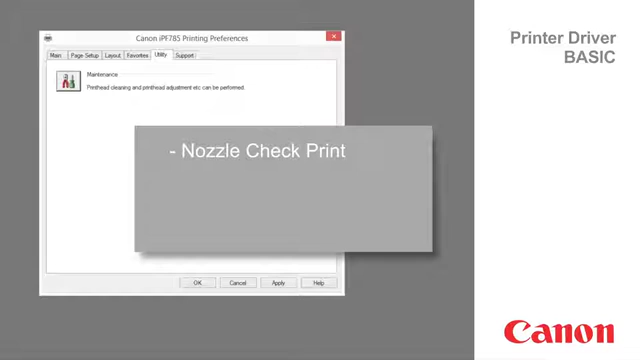 Canon iPF785 Printing Preferences
Main Page Setup Layout Favorites Utility Support
Maintenance
Printhead cleaning and printhead adjustment etc can be performed.
- Nozzle Check Print
OK Cancel Apply Help
Printer Driver
BASIC
Canon